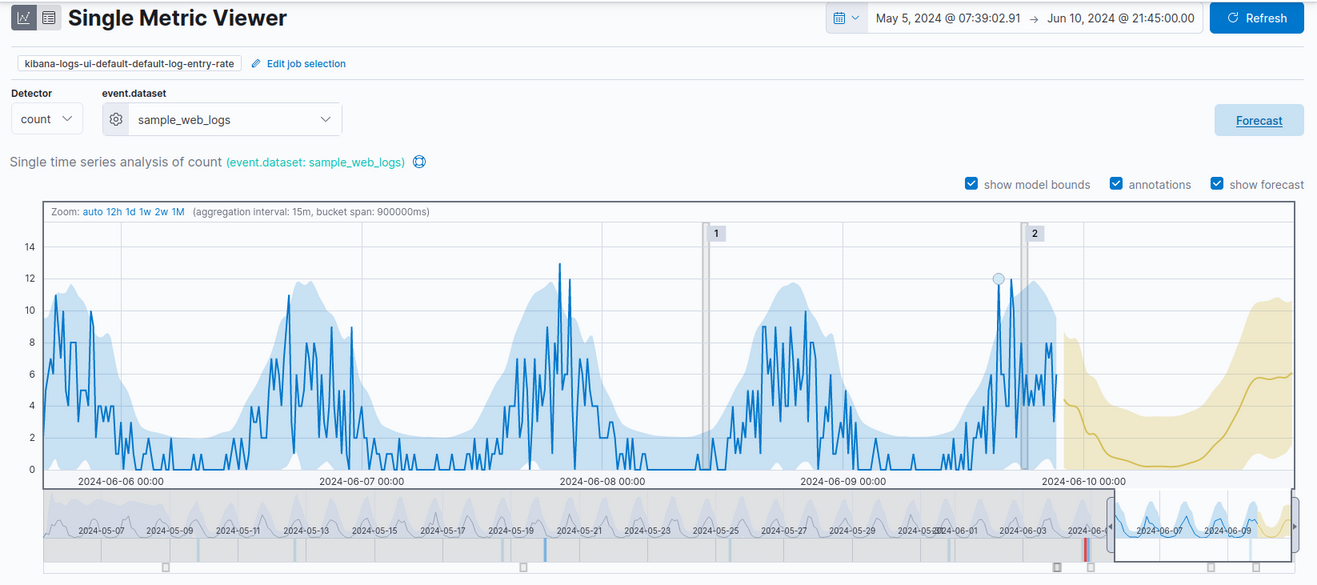 Single Metric Viewer
May 5, 2024 @ 07:39:02.91 → Jun 10, 2024 @ 21:45:00.00
Refresh
kibana-logs-ui-default-default-log-entry-rate
Edit job selection
Detector
event.dataset
count
sample_web_logs
Forecast
Single time series analysis of count (event.dataset: sample_web_logs)
show model bounds
annotations
show forecast
Zoom: auto 12h 1d 1w 2w 1M (aggregation interval: 15m, bucket span: 900000ms)
1
2
14
12
10
8
6
4
2
0
2024-06-06 00:00
2024-06-07 00:00
2024-06-08 00:00
2024-06-09 00:00
2024-06-10 00:00
2024-05-07
2024-05-09
2024-05-11
2024-05-13
2024-05-15
2024-05-17
2024-05-19
2024-05-21
2024-05-23
2024-05-25
2024-05-27
2024-05-29
2024-06-01
2024-06-03
2024-06-07
2024-06-09